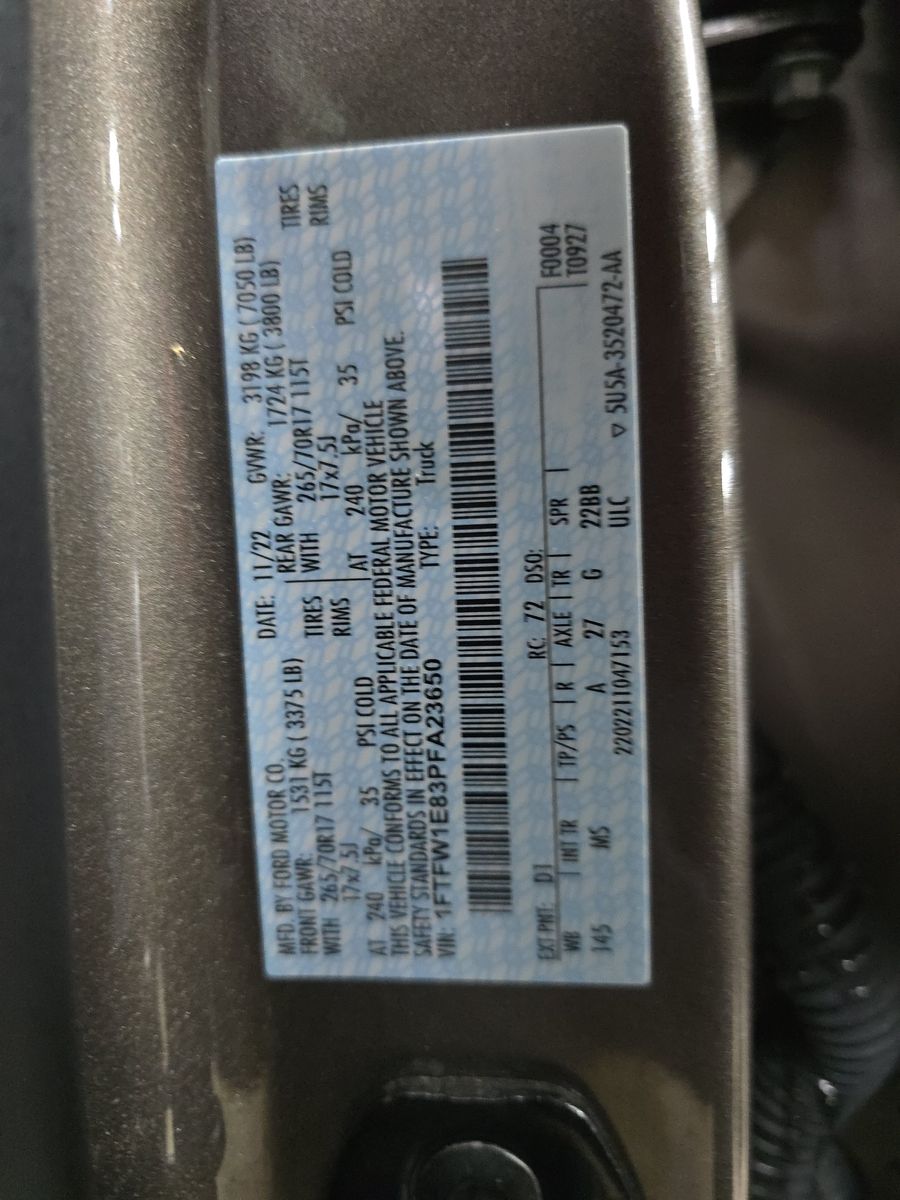 MFD. BY FORD MOTOR CO. DATE: 11/22 GVWR: 3198 KG ( 7050 LB)
FRONT GAWR: 1531 KG ( 3375 LB) REAR GAWR: 1724 KG ( 3800 LB)
WITH 265/70R17 115T TIRES WITH 265/70R17 115T TIRES
17x7.5J RIMS 17x7.5J RIMS
AT 240 kPa/ 35 PSI COLD AT 240 kPa/ 35 PSI COLD
THIS VEHICLE CONFORMS TO ALL APPLICABLE FEDERAL MOTOR VEHICLE
SAFETY STANDARDS IN EFFECT ON THE DATE OF MANUFACTURE SHOWN ABOVE.
VIN: 1FTFW1E83PFA23650 TYPE: Truck
EXT PNT: D1 RC: 72 DSO: F0004
WB INT TR TP/PS R AXLE TR SPR T0927
145 MS A 27 G 22BB
220221104​7153 ULC ▽ 5U5A-3520472-AA